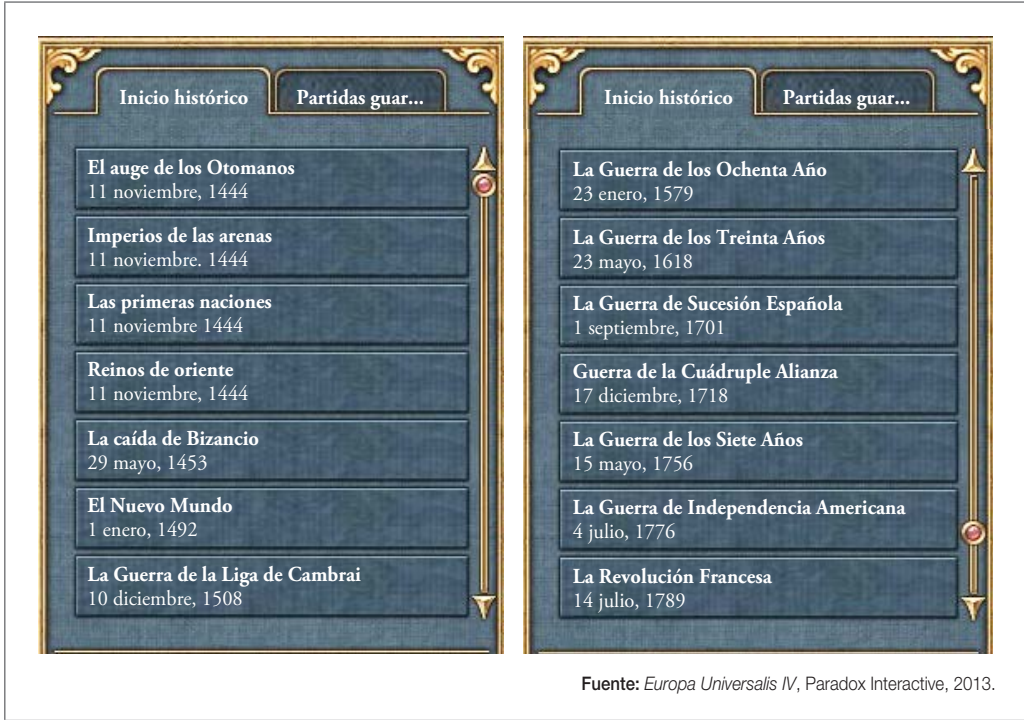 Inicio histórico
Partidas guar...
El auge de los Otomanos
11 noviembre, 1444
Imperios de las arenas
11 noviembre. 1444
Las primeras naciones
11 noviembre 1444
Reinos de oriente
11 noviembre, 1444
La caída de Bizancio
29 mayo, 1453
El Nuevo Mundo
1 enero, 1492
La Guerra de la Liga de Cambrai
10 diciembre, 1508
Inicio histórico
Partidas guar...
La Guerra de los Ochenta Año
23 enero, 1579
La Guerra de los Treinta Años
23 mayo, 1618
La Guerra de Sucesión Española
1 septiembre, 1701
Guerra de la Cuádruple Alianza
17 diciembre, 1718
La Guerra de los Siete Años
15 mayo, 1756
La Guerra de Independencia Americana
4 julio, 1776
La Revolución Francesa
14 julio, 1789
Fuente: Europa Universalis IV, Paradox Interactive, 2013.